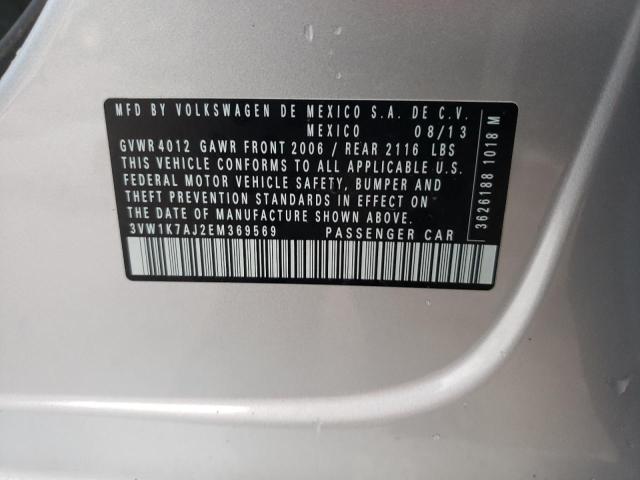 MFD BY VOLKSWAGEN DE MEXICO S.A. DE C.V.
MEXICO 08/13
GVWR 4012 GAWR FRONT 2006 / REAR 2116 LBS
THIS VEHICLE CONFORMS TO ALL APPLICABLE U.S.
FEDERAL MOTOR VEHICLE SAFETY, BUMPER AND
THEFT PREVENTION STANDARDS IN EFFECT ON
THE DATE OF MANUFACTURE SHOWN ABOVE.
3VW1K7AJ2EM369569 PASSENGER CAR
3626188 1018 M